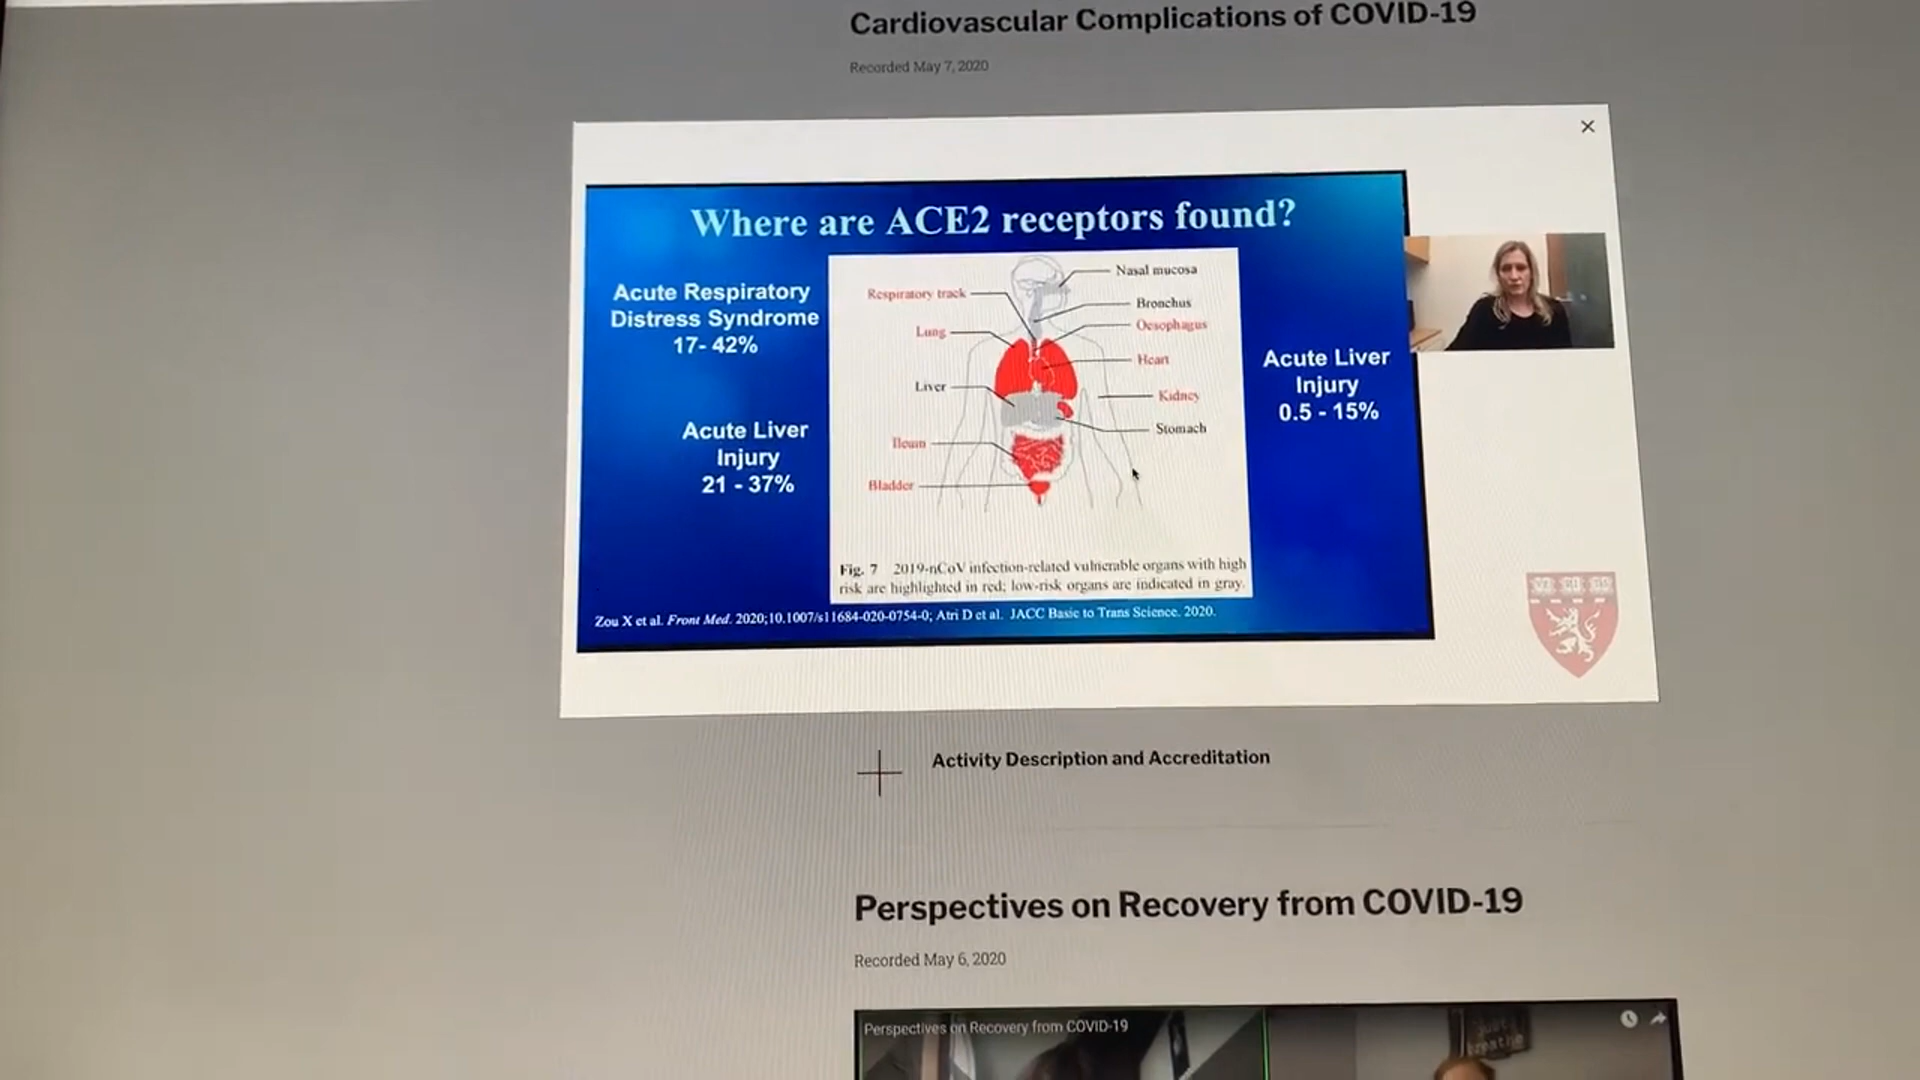 Cardiovascular Complications of COVID-19
Recorded May 7, 2020
Where are ACE2 receptors found?
Acute Respiratory
Distress Syndrome
17- 42%
Acute Liver
Injury
21 - 37%
Nasal mucosa
Respiratory track
Bronchus
Oesophagus
Lung
Heart
Liver
Kidney
Stomach
Ileum
Bladder
Fig. 7 2019-nCoV infection-related vulnerable organs with high
risk are highlighted in red; low-risk organs are indicated in gray.
Acute Liver
Injury
0.5 - 15%
Zou X et al. Front Med. 2020;10.1007/s11684-020-0754-0; Atri D et al. JACC Basic to Trans Science. 2020.
Activity Description and Accreditation
Perspectives on Recovery from COVID-19
Recorded May 6, 2020
Perspectives on Recovery from COVID-19
just
breathe